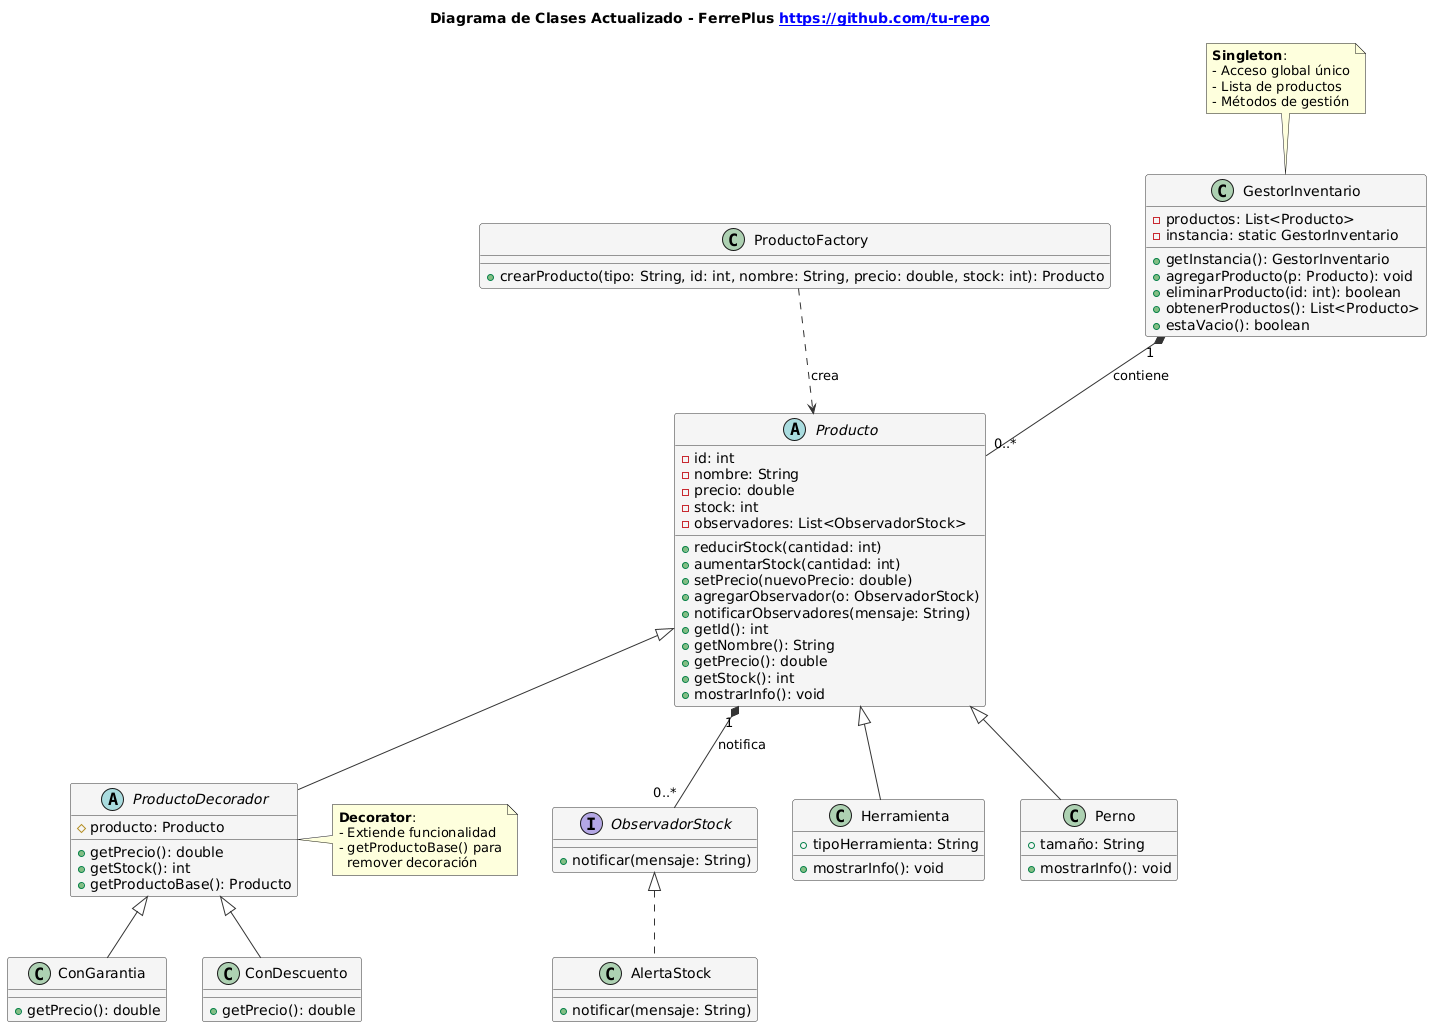 Diagrama de Clases Actualizado - FerrePlus https://github.com/tu-repo
Singleton:
- Acceso global único
- Lista de productos
- Métodos de gestión
C GestorInventario
productos: List<Producto>
instancia: static GestorInventario
getInstancia(): GestorInventario
agregarProducto(p: Producto): void
eliminarProducto(id: int): boolean
obtenerProductos(): List<Producto>
estaVacio(): boolean
C ProductoFactory
crearProducto(tipo: String, id: int, nombre: String, precio: double, stock: int): Producto
1
contiene
0..*
crea
A Producto
id: int
nombre: String
precio: double
stock: int
observadores: List<ObservadorStock>
reducirStock(cantidad: int)
aumentarStock(cantidad: int)
setPrecio(nuevoPrecio: double)
agregarObservador(o: ObservadorStock)
notificarObservadores(mensaje: String)
getId(): int
getNombre(): String
getPrecio(): double
getStock(): int
mostrarInfo(): void
1
notifica
0..*
A ProductoDecorador
producto: Producto
getPrecio(): double
getStock(): int
getProductoBase(): Producto
Decorator:
- Extiende funcionalidad
- getProductoBase() para
remover decoración
I ObservadorStock
notificar(mensaje: String)
C Herramienta
tipoHerramienta: String
mostrarInfo(): void
C Perno
tamaño: String
mostrarInfo(): void
C ConGarantia
getPrecio(): double
C ConDescuento
getPrecio(): double
C AlertaStock
notificar(mensaje: String)